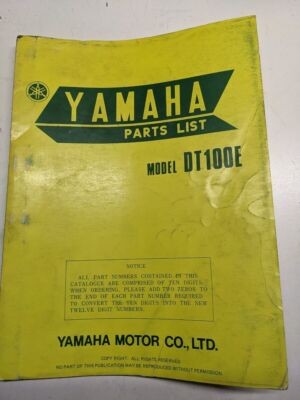 YAMAHA
PARTS LIST
MODEL DT100E
NOTICE
ALL PART NUMBERS CONTAINED IN THIS
CATALOGUE ARE COMPRISED OF TEN DIGITS.
WHEN ORDERING, PLEASE ADD TWO ZEROS TO
THE END OF EACH PART NUMBER REQUIRED
TO CONVERT THE TEN DIGITS INTO THE NEW
TWELVE DIGIT NUMBERS.
YAMAHA MOTOR CO., LTD.
COPY RIGHT. ALL RIGHTS RESERVED
NO PART OF THIS PUBLICATION MAY BE REPRODUCED WITHOUT PERMISSION